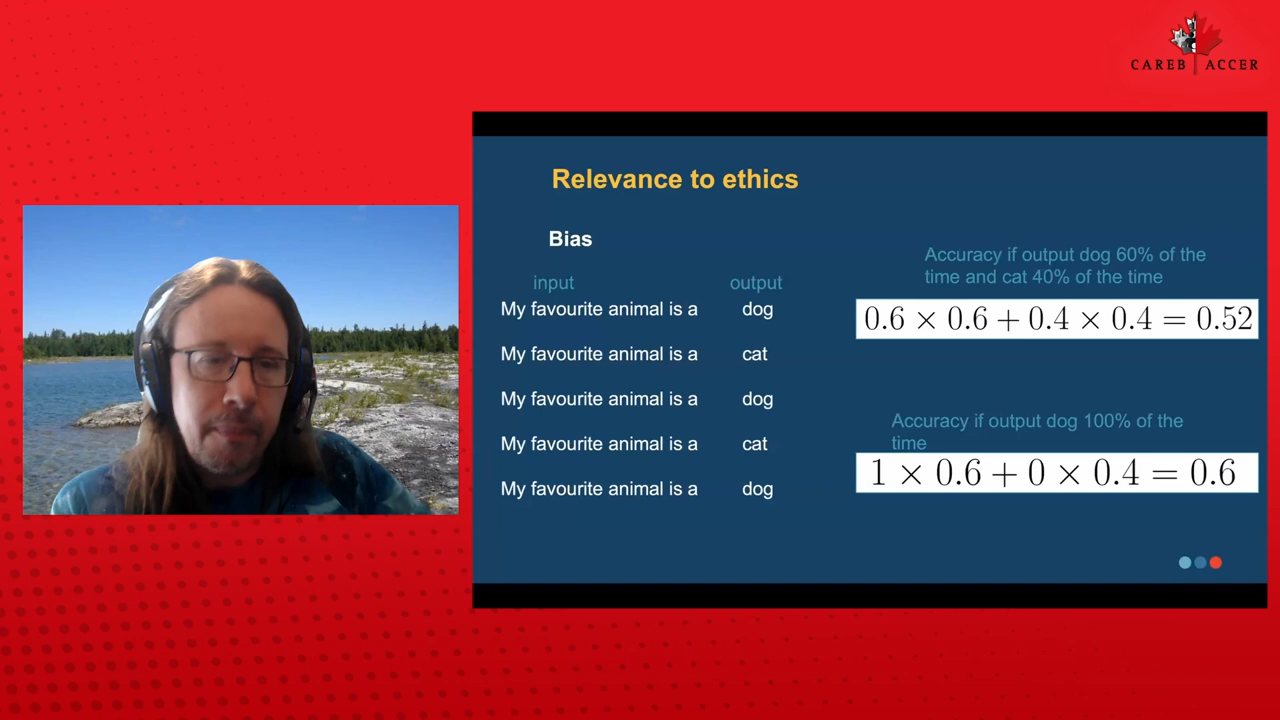 CAREB ACCER
Relevance to ethics
Bias
input output
My favourite animal is a dog
My favourite animal is a cat
My favourite animal is a dog
My favourite animal is a cat
My favourite animal is a dog
Accuracy if output dog 60% of the
time and cat 40% of the time
0.6 × 0.6 + 0.4 × 0.4 = 0.52
Accuracy if output dog 100% of the
time
1 × 0.6 + 0 × 0.4 = 0.6